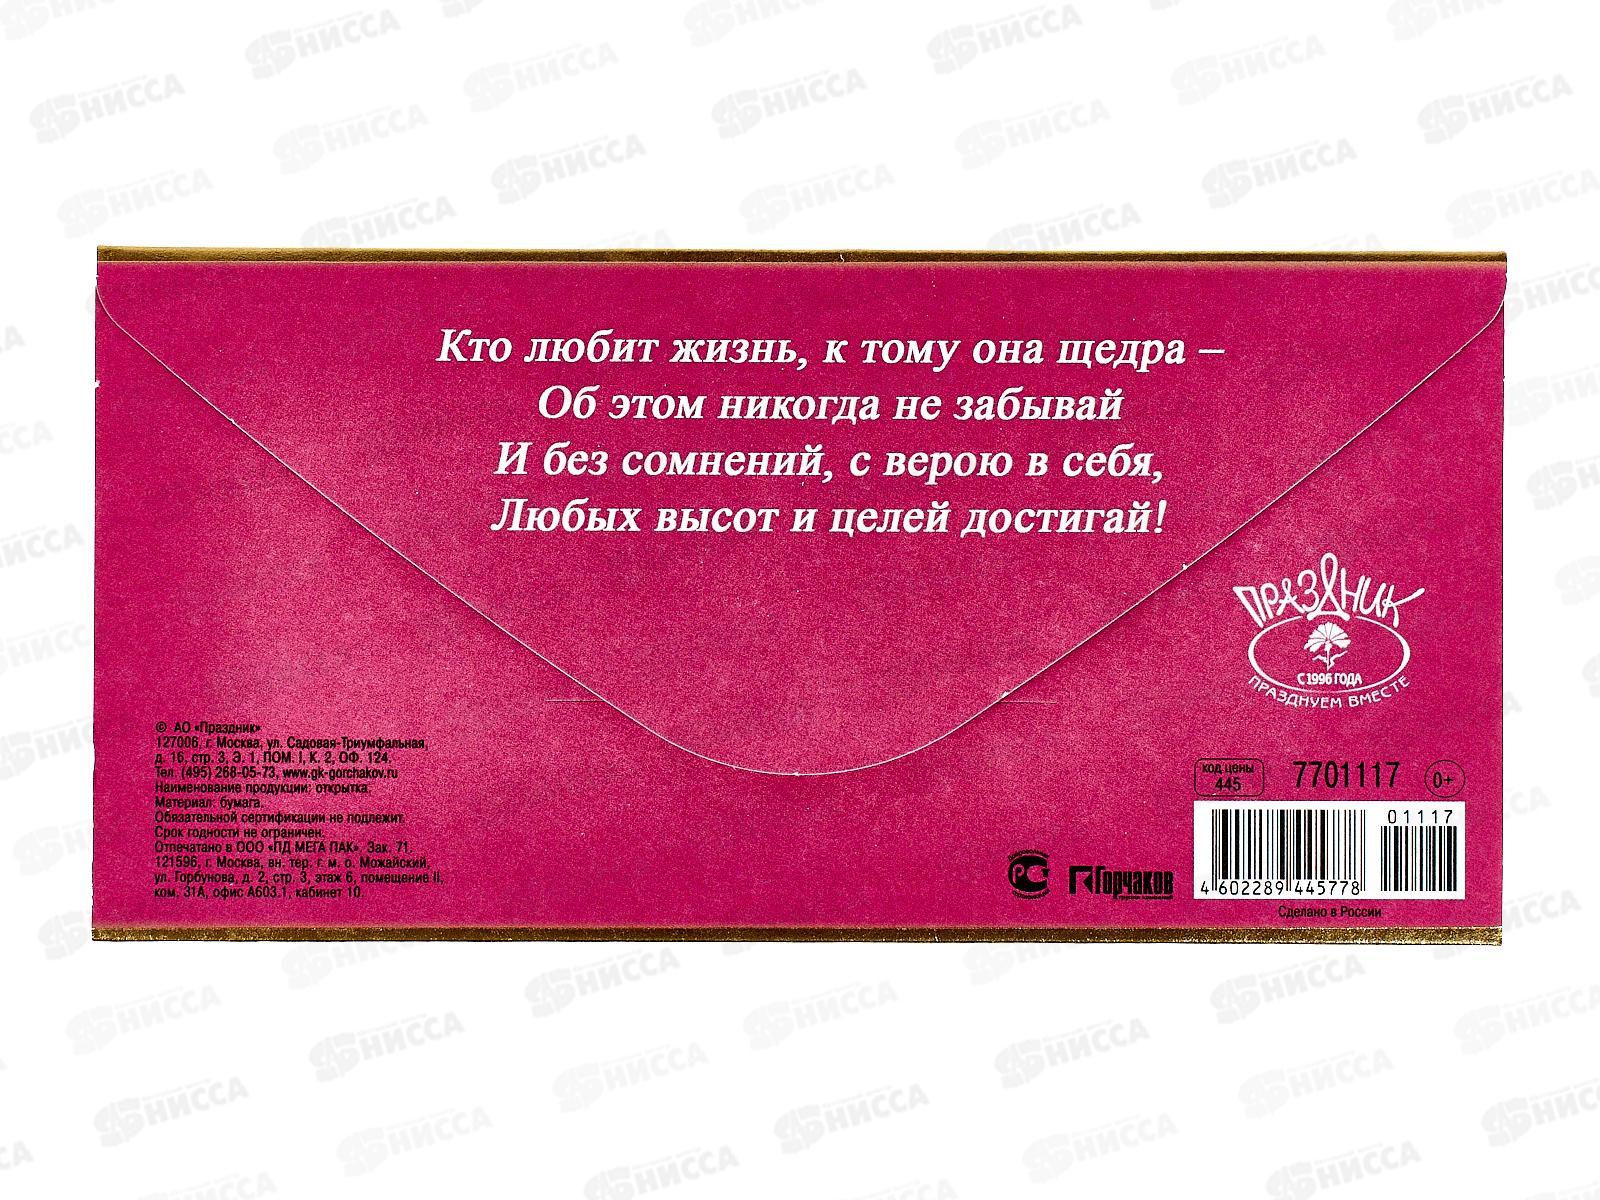 Кто любит жизнь, к тому она щедра –
Об этом никогда не забывай
И без сомнений, с верою в себя,
Любых высот и целей достигай!
ПРАЗДНИК
С 1996 ГОДА
ПРАЗДНУЕМ ВМЕСТЕ
© АО «Праздник»
127006, г. Москва, ул. Садовая-Триумфальная,
д. 16, стр. 3, Э. 1, ПОМ. I, К. 2, ОФ. 124.
Тел. (495) 268-05-73, www.gk-gorchakov.ru
Наименование продукции: открытка.
Материал: бумага.
Обязательной сертификации не подлежит.
Срок годности не ограничен.
Отпечатано в ООО «ПД МЕГА ПАК». Зак. 71.
121596, г. Москва, вн. тер. г. м. о. Можайский,
ул. Горбунова, д. 2, стр. 3, этаж 6, помещение II,
ком. 31А, офис А603.1, кабинет 10.
код цены
445
7701117
0+
01117
4 602289 445778
Сделано в России
РСТ
Горчаков
НИССА